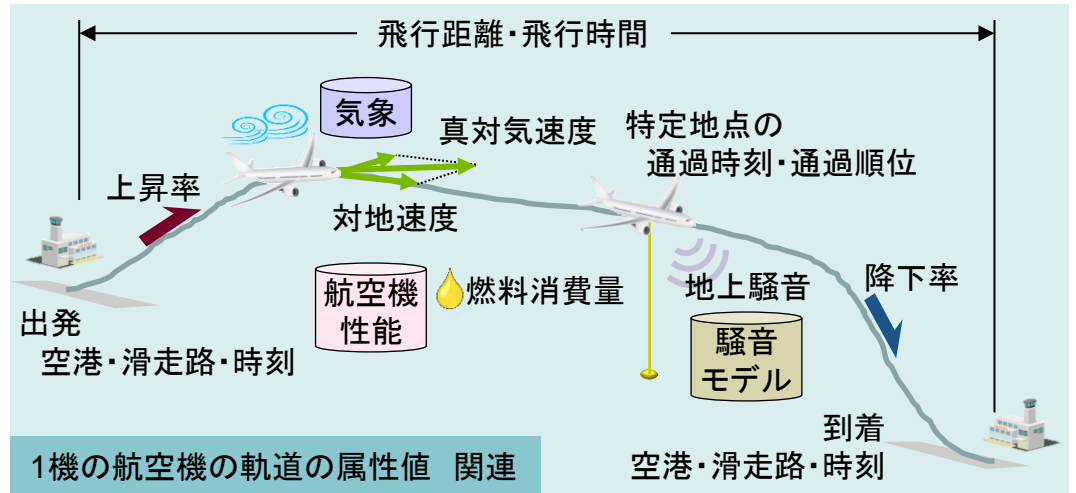 飛行距離・飛行時間
気象
真対気速度
特定地点の
通過時刻・通過順位
上昇率
対地速度
航空機
性能
燃料消費量
地上騒音
降下率
騒音
モデル
出発
空港・滑走路・時刻
到着
空港・滑走路・時刻
1機の航空機の軌道の属性値 関連